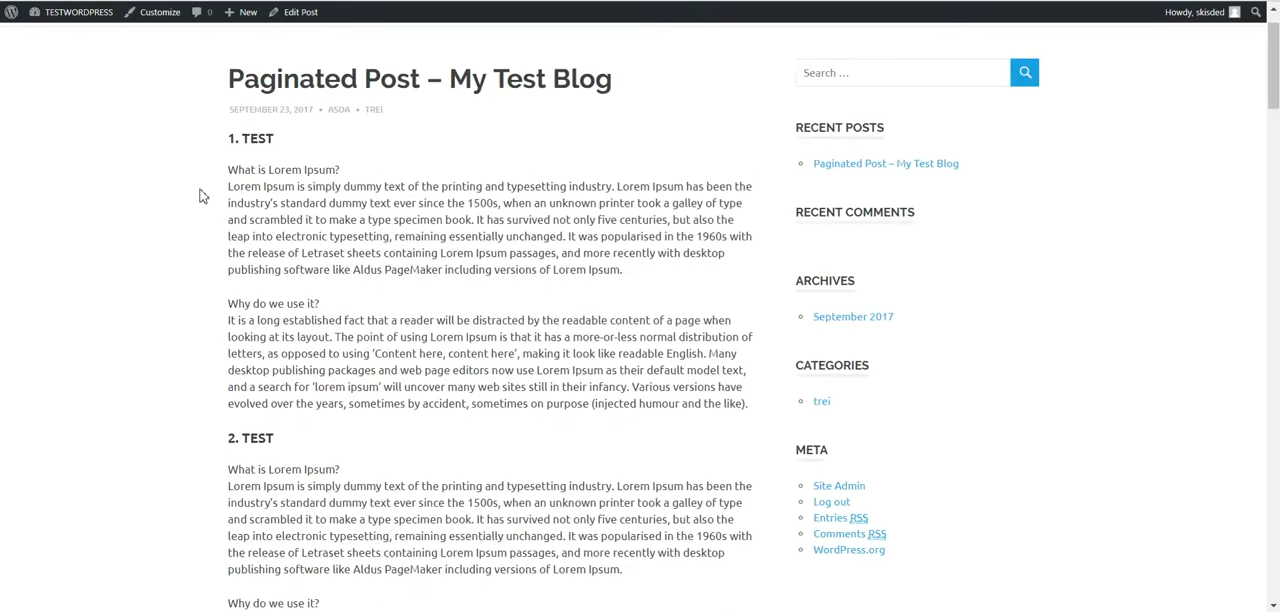 TESTWORDPRESS Customize 0 New Edit Post Howdy, skisded
Paginated Post – My Test Blog
SEPTEMBER 23, 2017 • ASDA • TREI
1. TEST
What is Lorem Ipsum?
Lorem Ipsum is simply dummy text of the printing and typesetting industry. Lorem Ipsum has been the
industry’s standard dummy text ever since the 1500s, when an unknown printer took a galley of type
and scrambled it to make a type specimen book. It has survived not only five centuries, but also the
leap into electronic typesetting, remaining essentially unchanged. It was popularised in the 1960s with
the release of Letraset sheets containing Lorem Ipsum passages, and more recently with desktop
publishing software like Aldus PageMaker including versions of Lorem Ipsum.
Why do we use it?
It is a long established fact that a reader will be distracted by the readable content of a page when
looking at its layout. The point of using Lorem Ipsum is that it has a more-or-less normal distribution of
letters, as opposed to using ‘Content here, content here’, making it look like readable English. Many
desktop publishing packages and web page editors now use Lorem Ipsum as their default model text,
and a search for ‘lorem ipsum’ will uncover many web sites still in their infancy. Various versions have
evolved over the years, sometimes by accident, sometimes on purpose (injected humour and the like).
2. TEST
What is Lorem Ipsum?
Lorem Ipsum is simply dummy text of the printing and typesetting industry. Lorem Ipsum has been the
industry’s standard dummy text ever since the 1500s, when an unknown printer took a galley of type
and scrambled it to make a type specimen book. It has survived not only five centuries, but also the
leap into electronic typesetting, remaining essentially unchanged. It was popularised in the 1960s with
the release of Letraset sheets containing Lorem Ipsum passages, and more recently with desktop
publishing software like Aldus PageMaker including versions of Lorem Ipsum.
Why do we use it?
Search …
RECENT POSTS
Paginated Post – My Test Blog
RECENT COMMENTS
ARCHIVES
September 2017
CATEGORIES
trei
META
Site Admin
Log out
Entries RSS
Comments RSS
WordPress.org